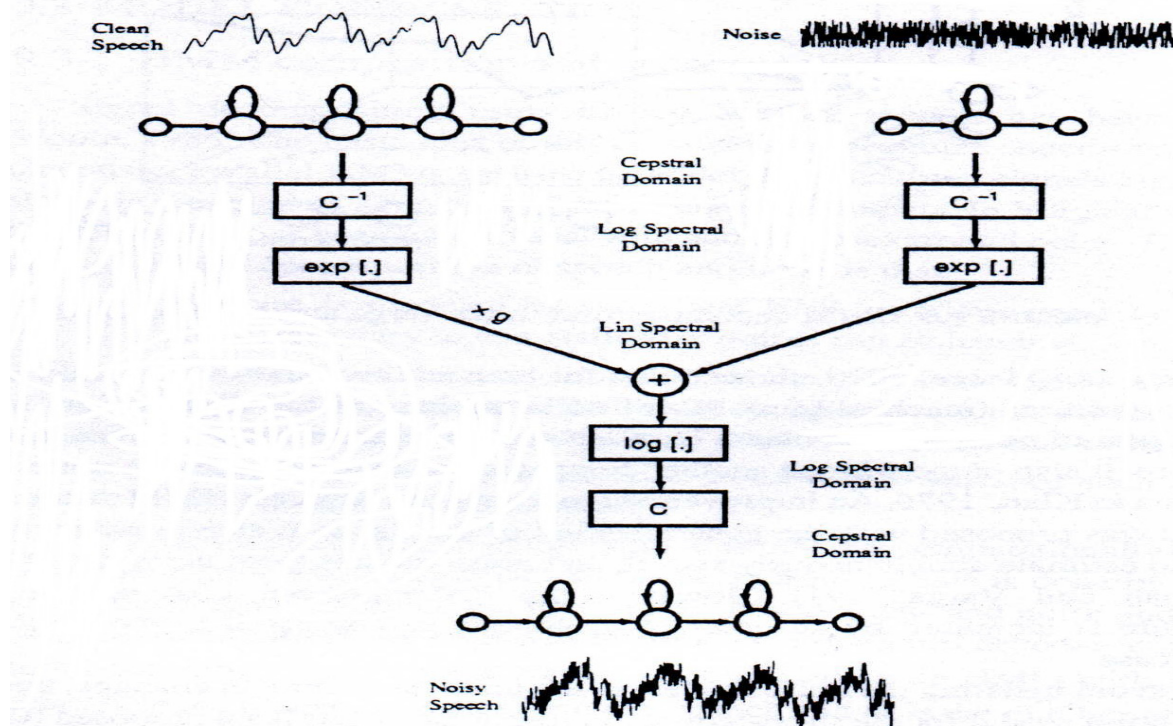 Clean
Speech
Noise
Cepstral
Domain
C⁻¹
C⁻¹
Log Spectral
Domain
exp [.]
exp [.]
x g
Lin Spectral
Domain
+
log [.]
Log Spectral
Domain
C
Cepstral
Domain
Noisy
Speech